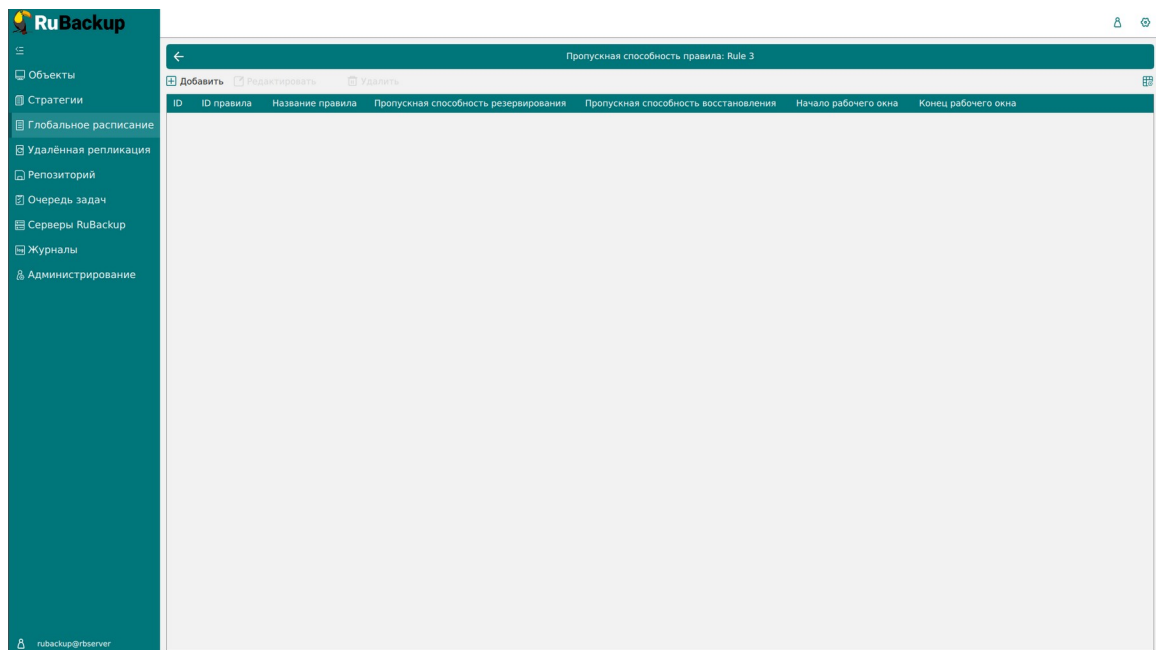 RuBackup
Объекты
Стратегии
Глобальное расписание
Удалённая репликация
Репозиторий
Очередь задач
Серверы RuBackup
Журналы
Администрирование
rubackup@rbserver
Пропускная способность правила: Rule 3
Добавить Редактировать Удалить
ID ID правила Название правила Пропускная способность резервирования Пропускная способность восстановления Начало рабочего окна Конец рабочего окна